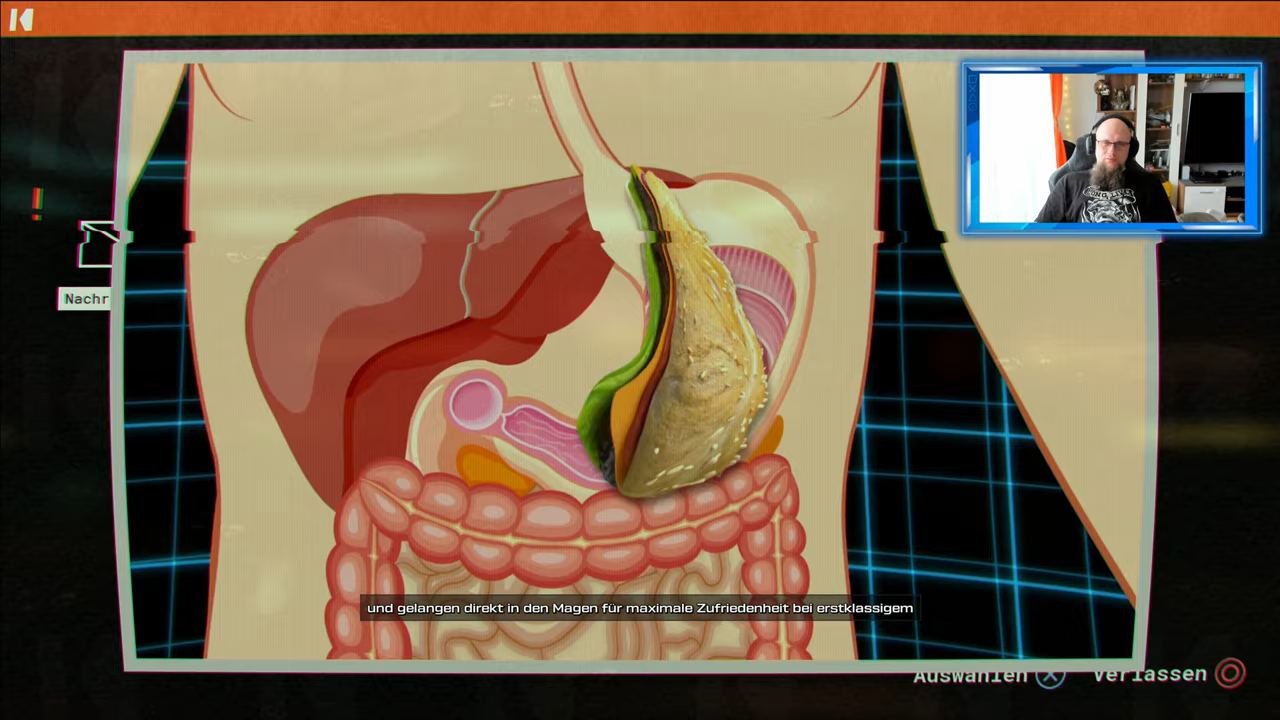 Nachr
und gelangen direkt in den Magen für maximale Zufriedenheit bei erstklassigem
Auswählen Verlassen